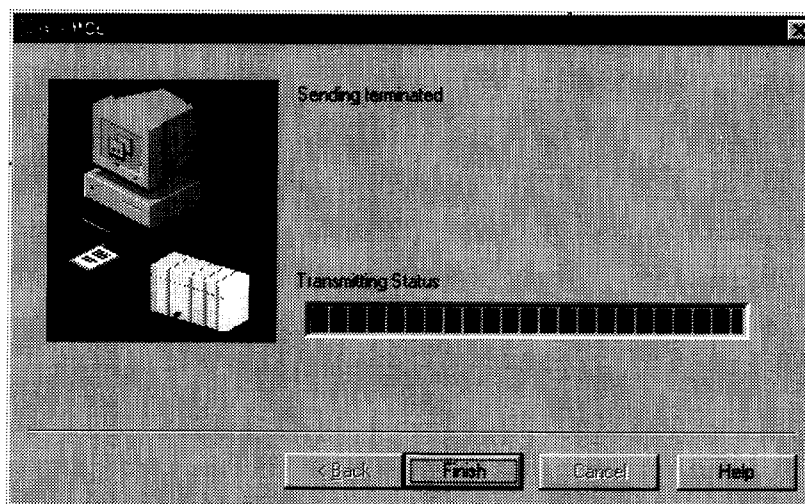 Sending terminated
Transmitting Status
< Back
Finish
Cancel
Help